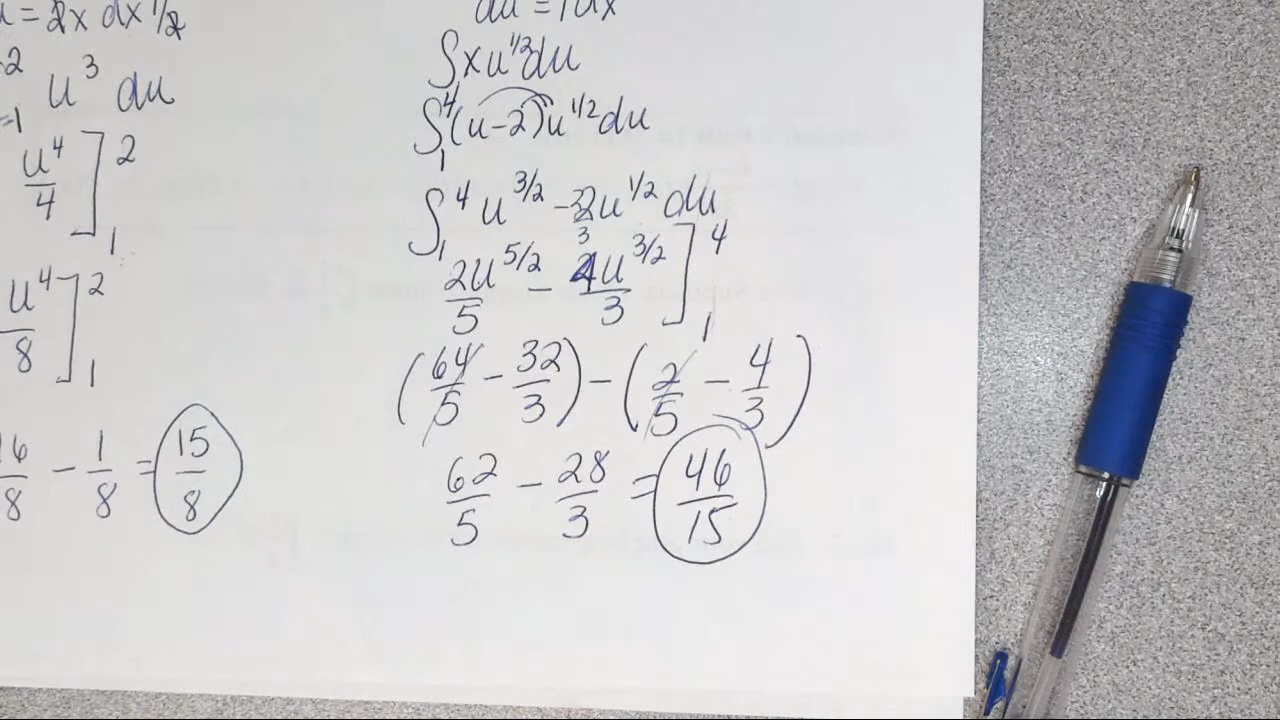 u = 2x dx 1/2
2
u³ du
=1
u⁴/4 ]₁²
u⁴/8 ]₁²
16/8 - 1/8 = 15/8
du = 1dx
∫xu^1/2 du
∫₁⁴(u-2)u^1/2 du
∫₁⁴ u^3/2 - 2u^1/2 du
2u^5/2 /5 4u^3/2 /3 ]₁⁴
(64/5 - 32/3) - (2/5 - 4/3)
62/5 - 28/3 = 46/15